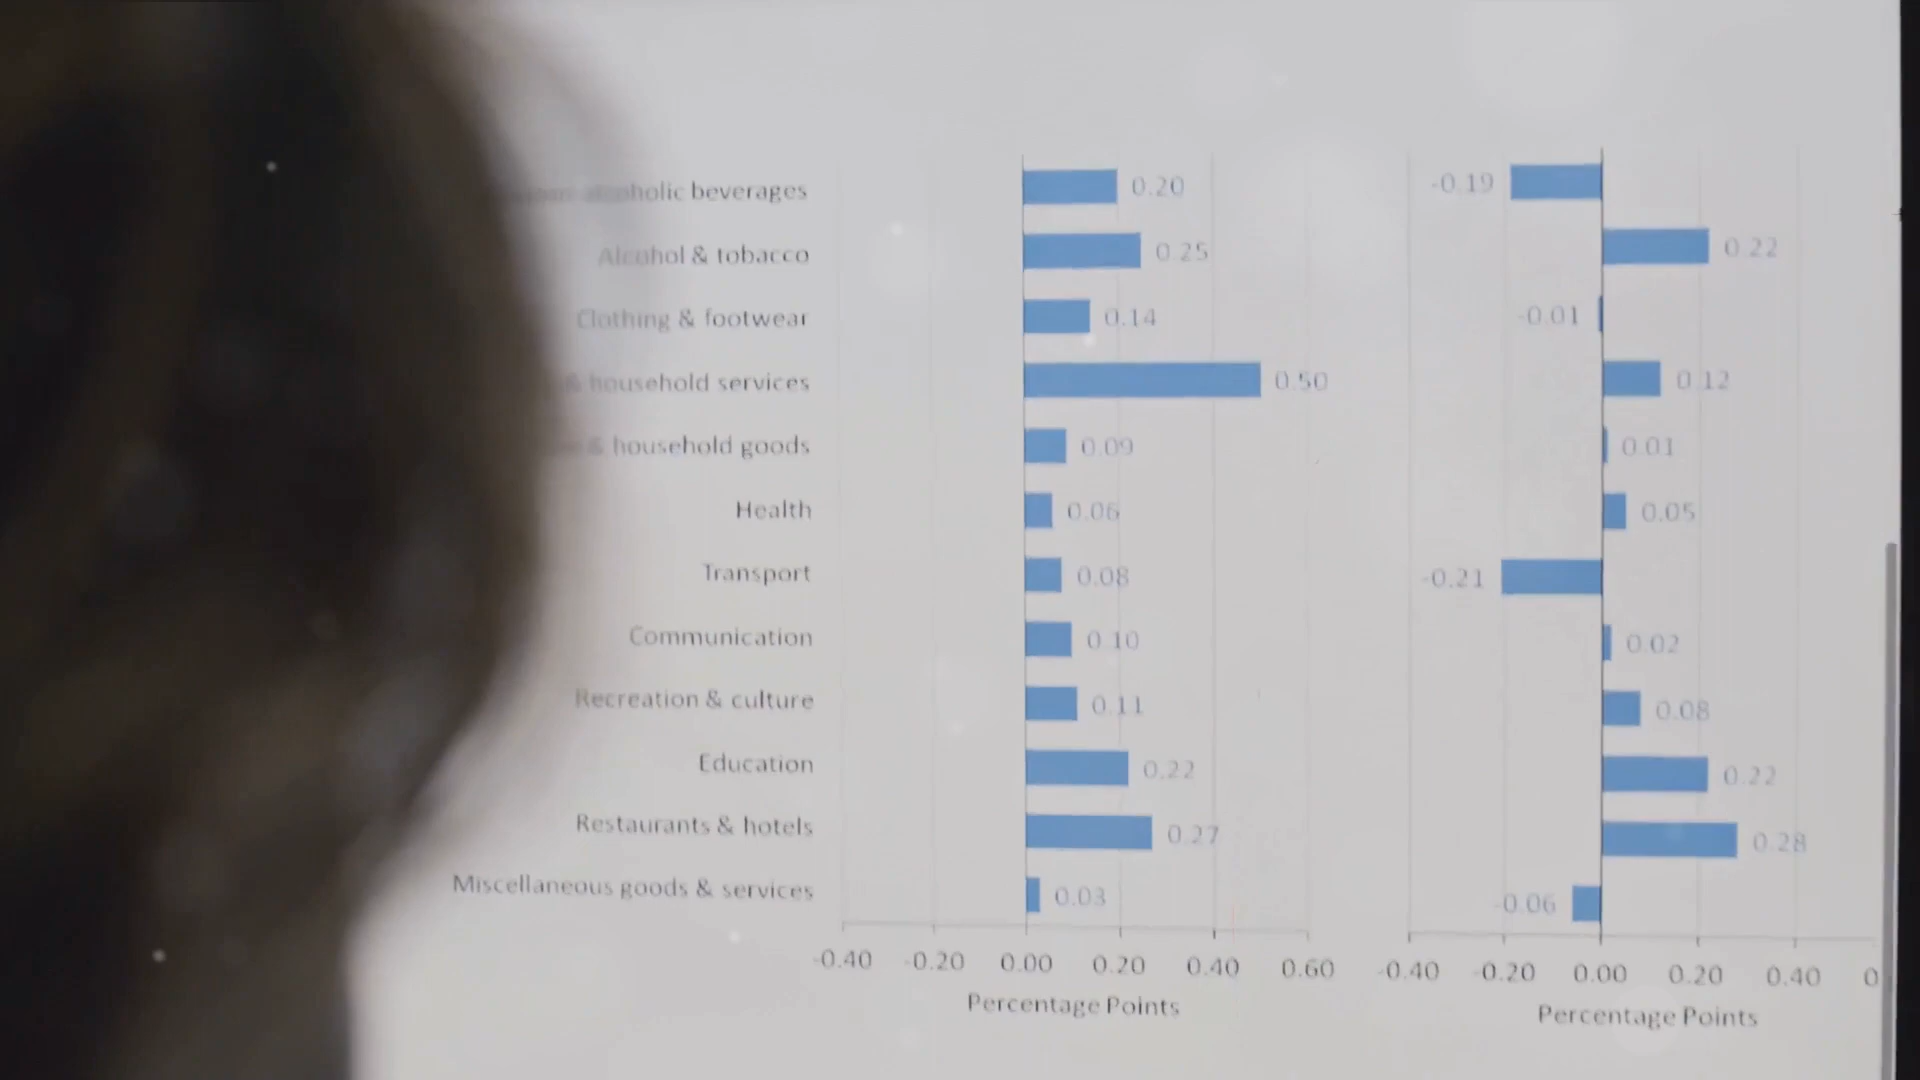 alcoholic beverages 0.20 -0.19
Alcohol & tobacco 0.25 0.22
Clothing & footwear 0.14 -0.01
& household services 0.50 0.12
& household goods 0.09 0.01
Health 0.06 0.05
Transport 0.08 -0.21
Communication 0.10 0.02
Recreation & culture 0.11 0.08
Education 0.22 0.22
Restaurants & hotels 0.27 0.28
Miscellaneous goods & services 0.03 -0.06
-0.40 -0.20 0.00 0.20 0.40 0.60 -0.40 -0.20 0.00 0.20 0.40 0
Percentage Points Percentage Points